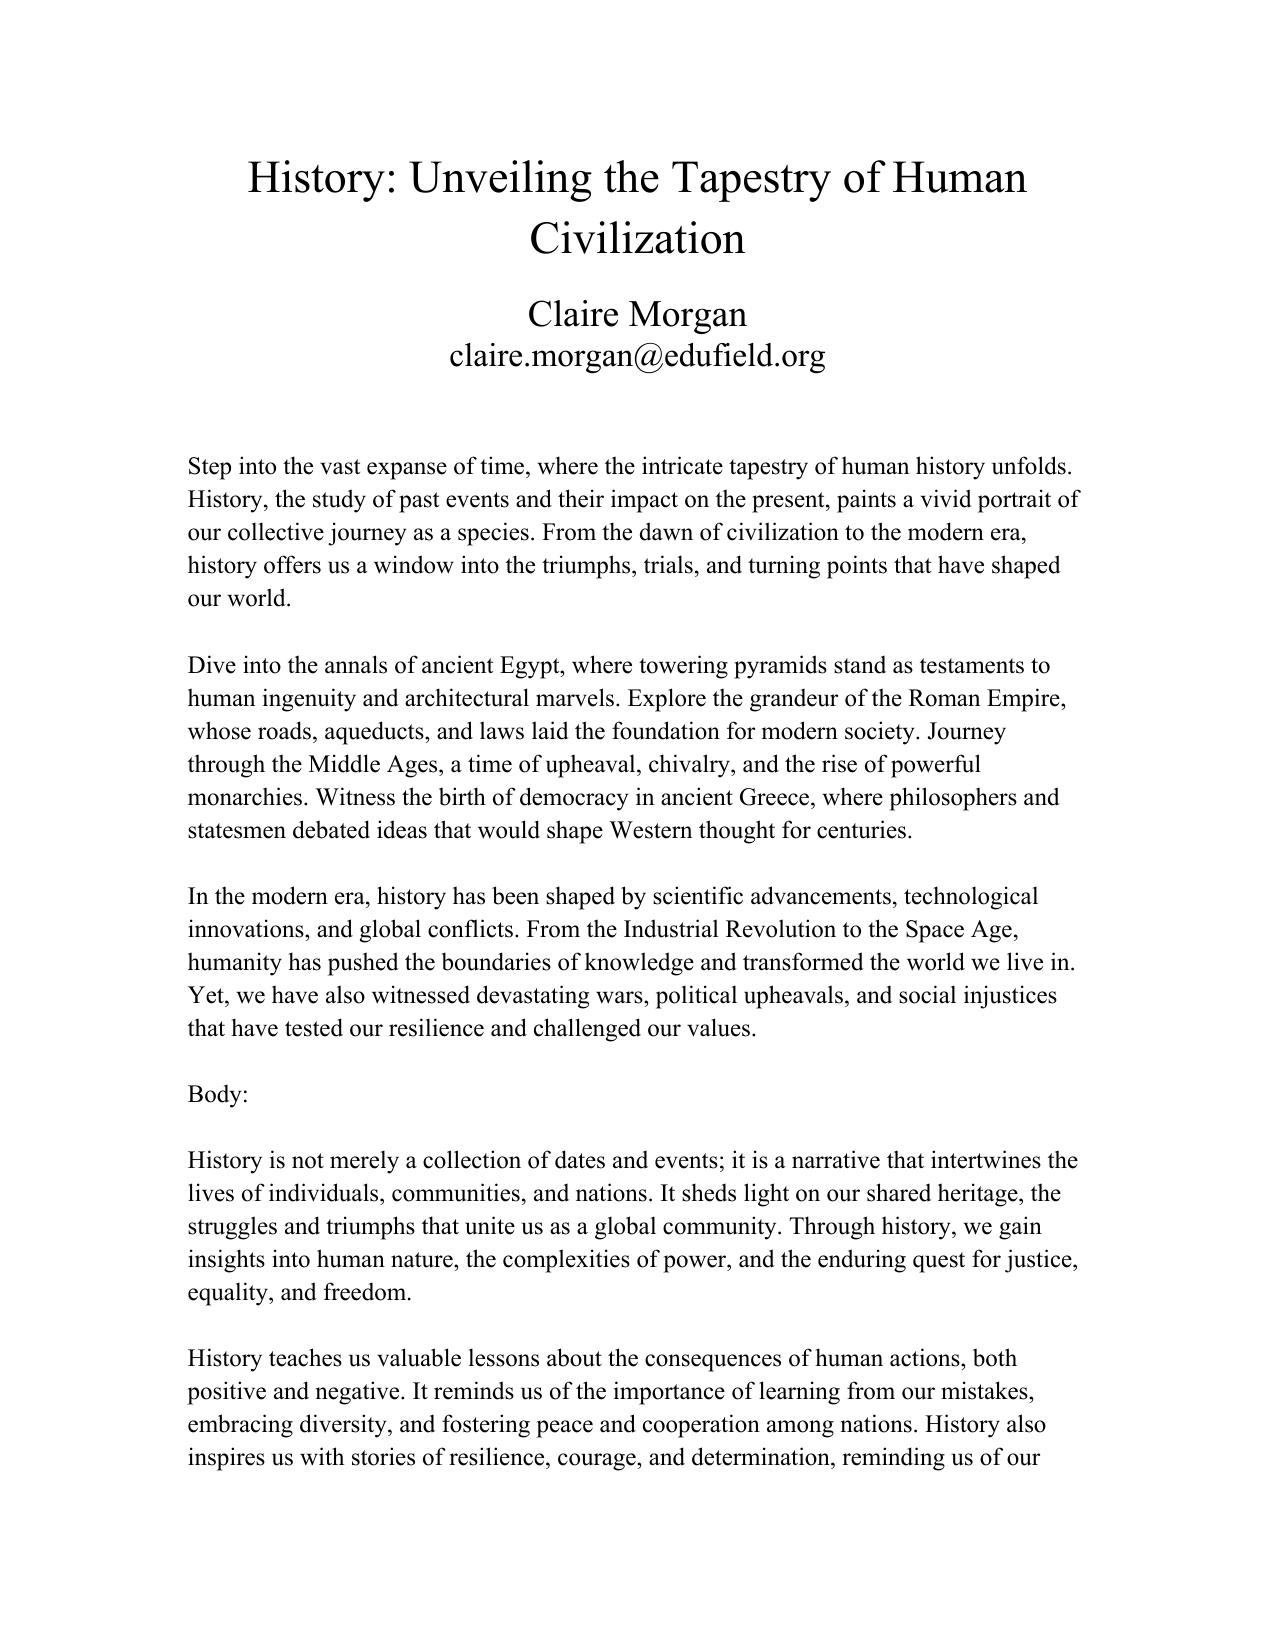 History: Unveiling the Tapestry of Human
Civilization
Claire Morgan
claire.morgan@edufield.org
Step into the vast expanse of time, where the intricate tapestry of human history unfolds.
History, the study of past events and their impact on the present, paints a vivid portrait of
our collective journey as a species. From the dawn of civilization to the modern era,
history offers us a window into the triumphs, trials, and turning points that have shaped
our world.
Dive into the annals of ancient Egypt, where towering pyramids stand as testaments to
human ingenuity and architectural marvels. Explore the grandeur of the Roman Empire,
whose roads, aqueducts, and laws laid the foundation for modern society. Journey
through the Middle Ages, a time of upheaval, chivalry, and the rise of powerful
monarchies. Witness the birth of democracy in ancient Greece, where philosophers and
statesmen debated ideas that would shape Western thought for centuries.
In the modern era, history has been shaped by scientific advancements, technological
innovations, and global conflicts. From the Industrial Revolution to the Space Age,
humanity has pushed the boundaries of knowledge and transformed the world we live in.
Yet, we have also witnessed devastating wars, political upheavals, and social injustices
that have tested our resilience and challenged our values.
Body:
History is not merely a collection of dates and events; it is a narrative that intertwines the
lives of individuals, communities, and nations. It sheds light on our shared heritage, the
struggles and triumphs that unite us as a global community. Through history, we gain
insights into human nature, the complexities of power, and the enduring quest for justice,
equality, and freedom.
History teaches us valuable lessons about the consequences of human actions, both
positive and negative. It reminds us of the importance of learning from our mistakes,
embracing diversity, and fostering peace and cooperation among nations. History also
inspires us with stories of resilience, courage, and determination, reminding us of our